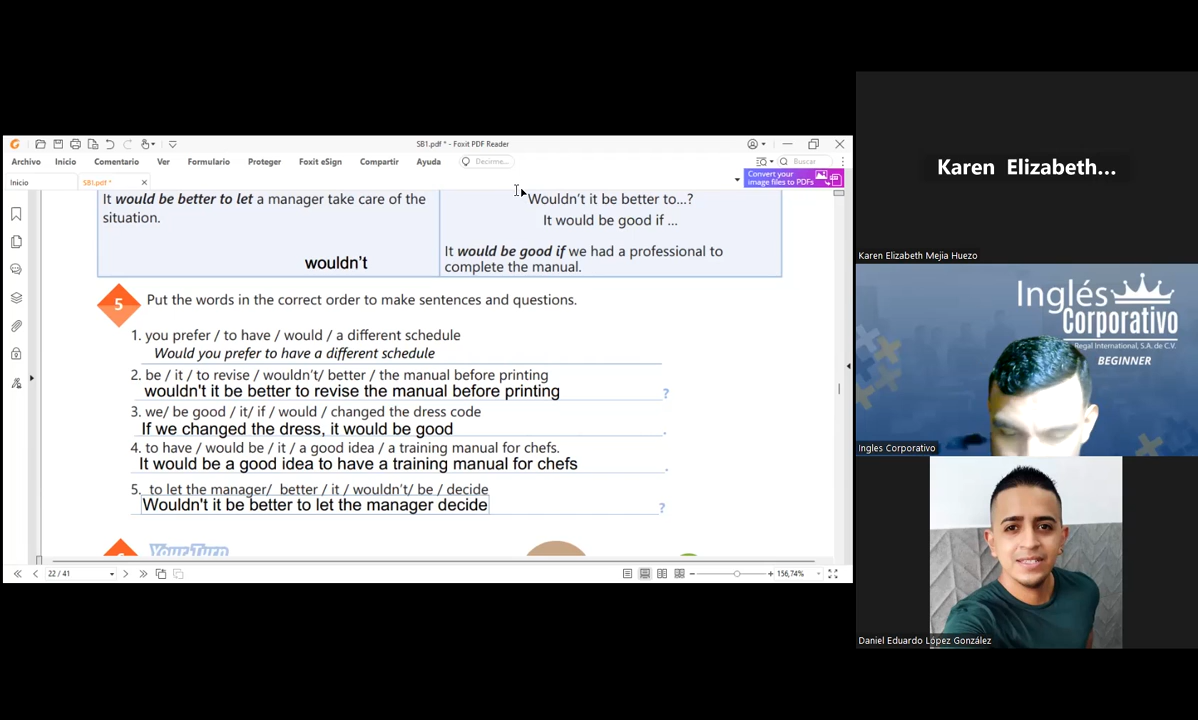 SB1.pdf * - Foxit PDF Reader
Archivo Inicio Comentario Ver Formulario Proteger Foxit eSign Compartir Ayuda Decirme... Buscar
Inicio SB1.pdf *
Convert your
image files to PDFs
It would be better to let a manager take care of the
situation.
wouldn't
Wouldn't it be better to...?
It would be good if ...
It would be good if we had a professional to
complete the manual.
5 Put the words in the correct order to make sentences and questions.
1. you prefer / to have / would / a different schedule
Would you prefer to have a different schedule
2. be / it / to revise / wouldn't/ better / the manual before printing
wouldn't it be better to revise the manual before printing ?
3. we/ be good / it/ if / would / changed the dress code
If we changed the dress, it would be good .
4. to have / would be / it / a good idea / a training manual for chefs.
It would be a good idea to have a training manual for chefs .
5. to let the manager/ better / it / wouldn't/ be / decide
Wouldn't it be better to let the manager decide ?
Your Turn
22 / 41
156,74%
Karen Elizabeth...
Karen Elizabeth Mejia Huezo
Inglés
Corporativo
Regal International, S.A. de C.V.
BEGINNER
Ingles Corporativo
Daniel Eduardo López González